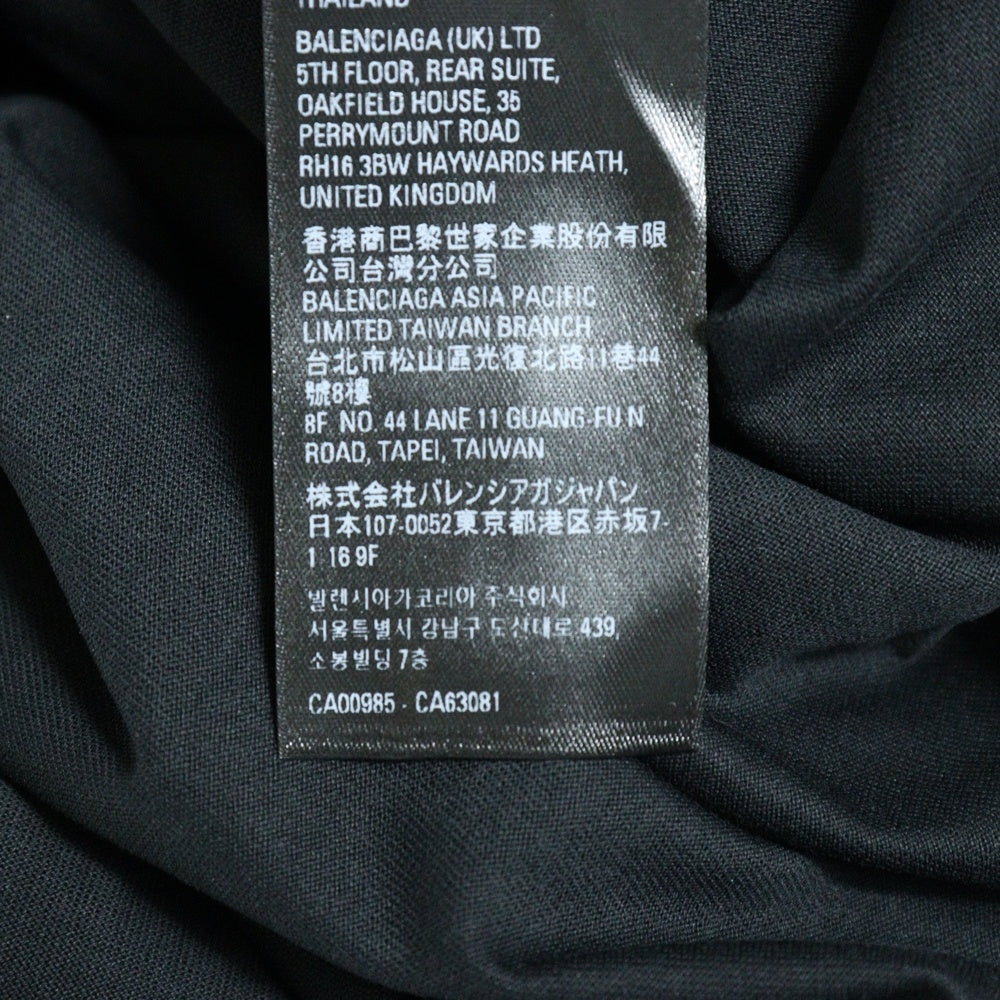 THAILAND
BALENCIAGA (UK) LTD
5TH FLOOR, REAR SUITE,
OAKFIELD HOUSE, 35
PERRYMOUNT ROAD
RH16 3BW HAYWARDS HEATH,
UNITED KINGDOM
香港商巴黎世家企業股份有限
公司台灣分公司
BALENCIAGA ASIA PACIFIC
LIMITED TAIWAN BRANCH
台北市松山區光復北路11巷44
號8樓
8F NO. 44 LANE 11 GUANG-FU N
ROAD, TAPEI, TAIWAN
株式会社バレンシアガジャパン
日本107-0052東京都港区赤坂7-
1 16 9F
발렌시아가코리아 주식회사
서울특별시 강남구 도산대로 439,
소봉빌딩 7층
CA00985 - CA63081